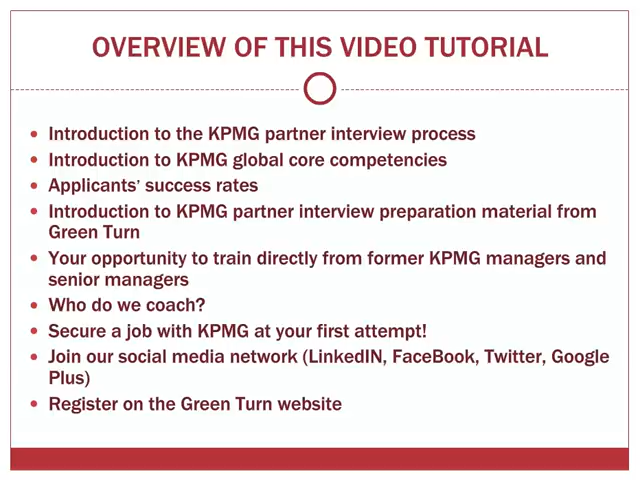 OVERVIEW OF THIS VIDEO TUTORIAL
• Introduction to the KPMG partner interview process
• Introduction to KPMG global core competencies
• Applicants' success rates
• Introduction to KPMG partner interview preparation material from
Green Turn
• Your opportunity to train directly from former KPMG managers and
senior managers
• Who do we coach?
• Secure a job with KPMG at your first attempt!
• Join our social media network (LinkedIN, FaceBook, Twitter, Google
Plus)
• Register on the Green Turn website